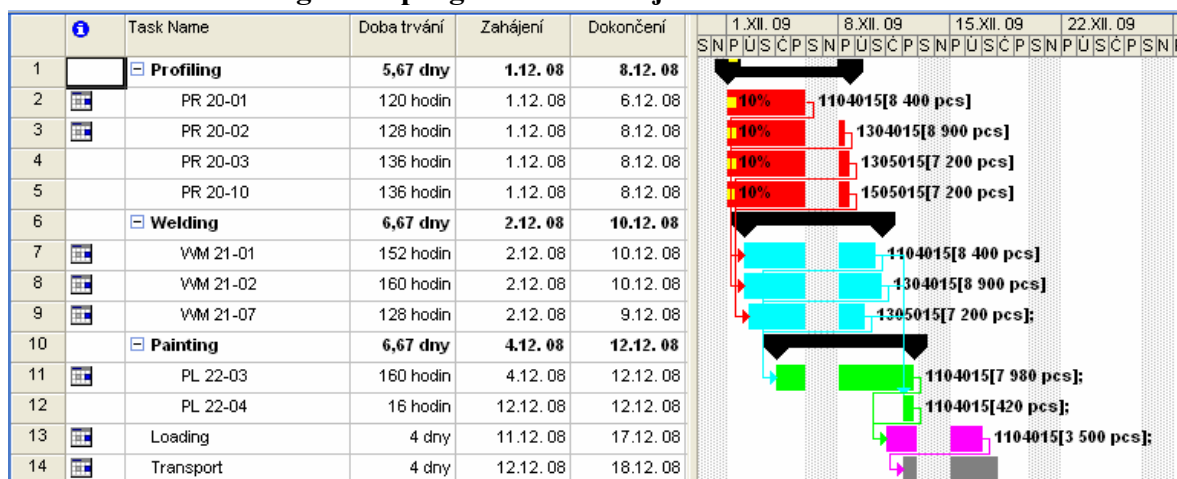 Task Name Doba trvání Zahájení Dokončení 1.XII. 09 8.XII. 09 15.XII. 09 22.XII. 09
S N P Ú S Č P S N P Ú S Č P S N P Ú S Č P S N P Ú S Č P S N
1 Profiling 5,67 dny 1.12. 08 8.12. 08
2 PR 20-01 120 hodin 1.12. 08 6.12. 08 10% 1104015[8 400 pcs]
3 PR 20-02 128 hodin 1.12. 08 8.12. 08 10% 1304015[8 900 pcs]
4 PR 20-03 136 hodin 1.12. 08 8.12. 08 10% 1305015[7 200 pcs]
5 PR 20-10 136 hodin 1.12. 08 8.12. 08 10% 1505015[7 200 pcs]
6 Welding 6,67 dny 2.12. 08 10.12. 08
7 WM 21-01 152 hodin 2.12. 08 10.12. 08 1104015[8 400 pcs]
8 WM 21-02 160 hodin 2.12. 08 10.12. 08 1304015[8 900 pcs]
9 WM 21-07 128 hodin 2.12. 08 9.12. 08 1305015[7 200 pcs];
10 Painting 6,67 dny 4.12. 08 12.12. 08
11 PL 22-03 160 hodin 4.12. 08 12.12. 08 1104015[7 980 pcs];
12 PL 22-04 16 hodin 12.12. 08 12.12. 08 1104015[420 pcs];
13 Loading 4 dny 11.12. 08 17.12. 08 1104015[3 500 pcs];
14 Transport 4 dny 12.12. 08 18.12. 08